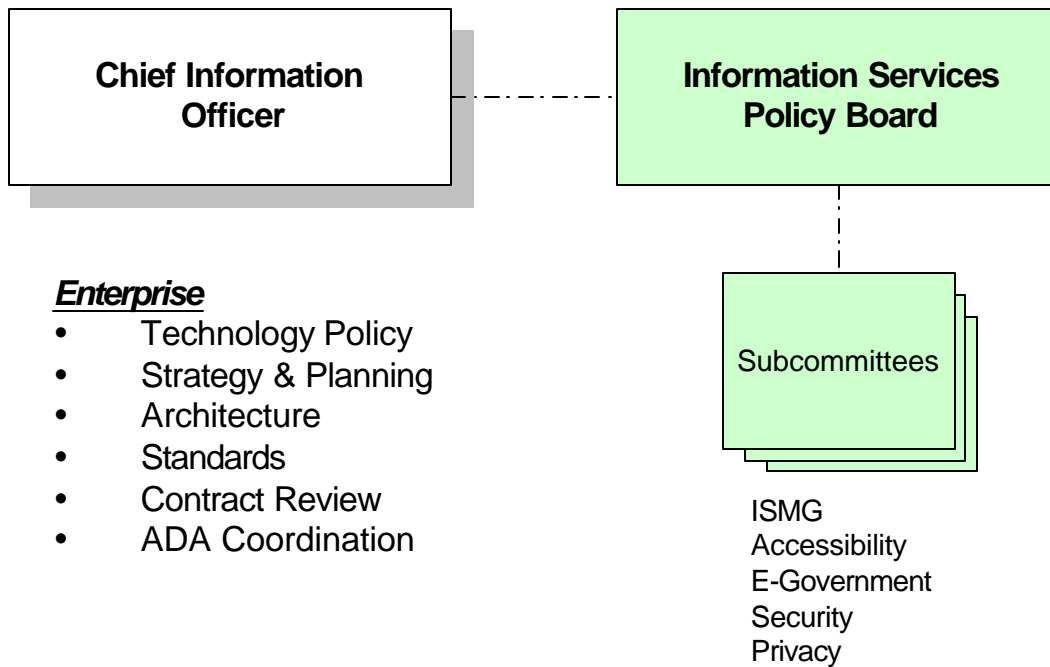 Chief Information
Officer
Information Services
Policy Board
Enterprise
• Technology Policy
• Strategy & Planning
• Architecture
• Standards
• Contract Review
• ADA Coordination
Subcommittees
ISMG
Accessibility
E-Government
Security
Privacy